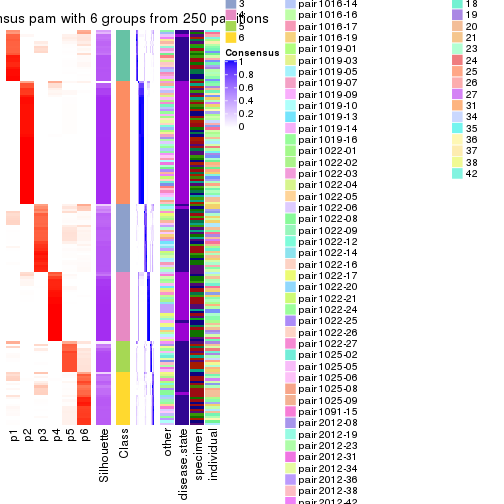 nsus pam with 6 groups from 250 partitions
3
4
5
6
Consensus
1
0.8
0.6
0.4
0.2
0
p1
p2
p3
p4
p5
p6
Silhouette
Class
other
disease.state
specimen
individual
pair1016-14
pair1016-16
pair1016-17
pair1016-19
pair1019-01
pair1019-03
pair1019-05
pair1019-07
pair1019-09
pair1019-10
pair1019-13
pair1019-14
pair1019-16
pair1022-01
pair1022-02
pair1022-03
pair1022-04
pair1022-05
pair1022-06
pair1022-08
pair1022-09
pair1022-12
pair1022-14
pair1022-16
pair1022-17
pair1022-20
pair1022-21
pair1022-24
pair1022-25
pair1022-26
pair1022-27
pair1025-02
pair1025-05
pair1025-06
pair1025-08
pair1025-09
pair1091-15
pair2012-08
pair2012-19
pair2012-23
pair2012-31
pair2012-34
pair2012-36
pair2012-38
pair2012-42
18
19
20
21
23
24
25
26
27
31
34
35
36
37
38
42